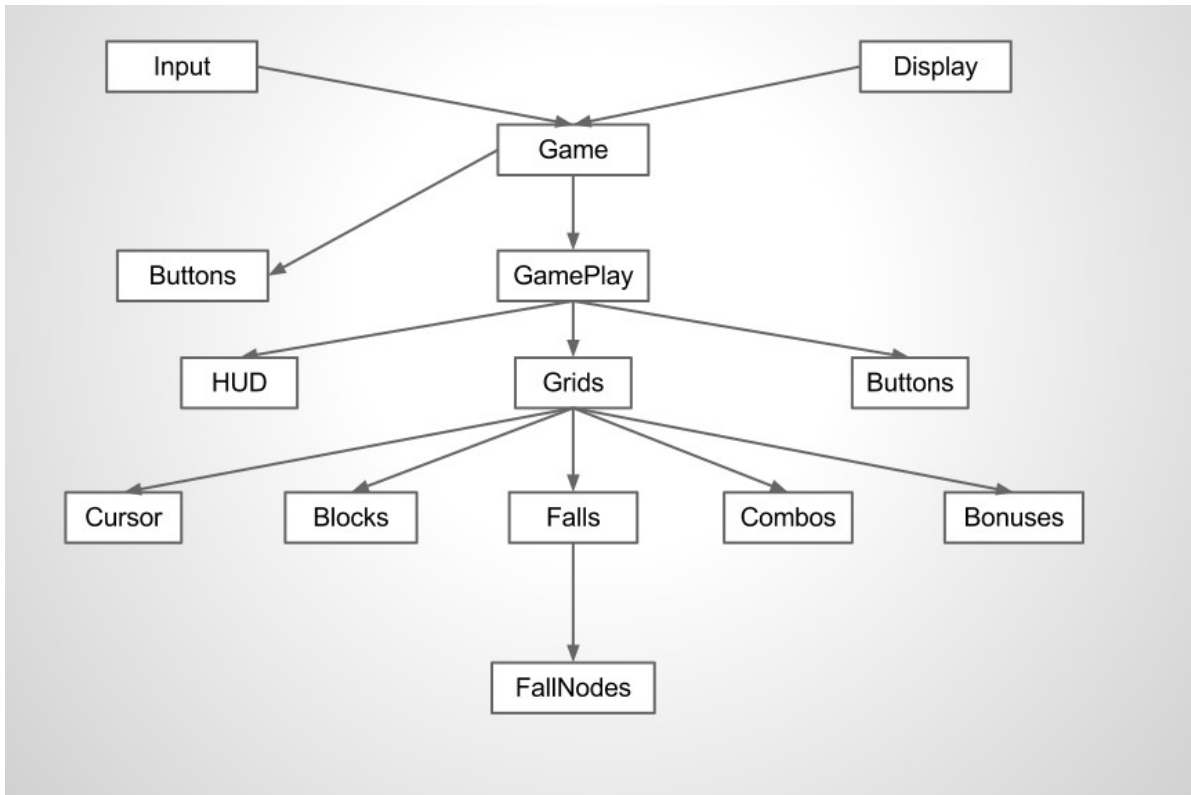 Input
Display
Game
Buttons
GamePlay
HUD
Grids
Buttons
Cursor
Blocks
Falls
Combos
Bonuses
FallNodes